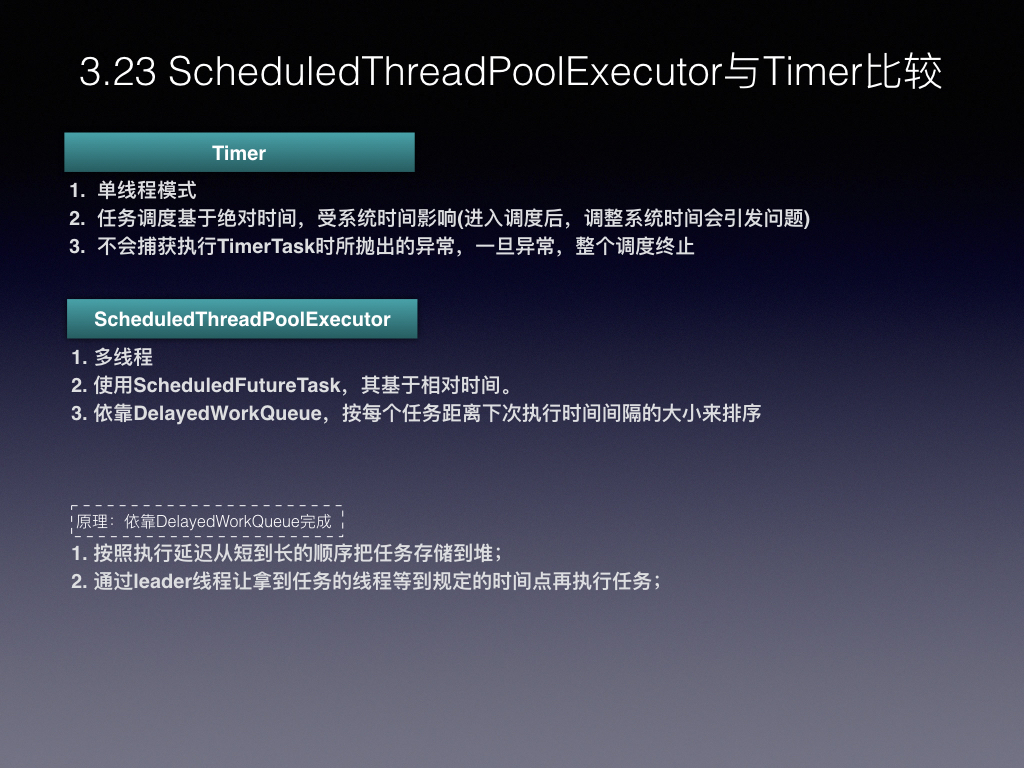 3.23 ScheduledThreadPoolExecutor与Timer比较
Timer
1. 单线程模式
2. 任务调度基于绝对时间，受系统时间影响(进入调度后，调整系统时间会引发问题)
3. 不会捕获执行TimerTask时所抛出的异常，一旦异常，整个调度终止
ScheduledThreadPoolExecutor
1. 多线程
2. 使用ScheduledFutureTask，其基于相对时间。
3. 依靠DelayedWorkQueue，按每个任务距离下次执行时间间隔的大小来排序
原理：依靠DelayedWorkQueue完成
1. 按照执行延迟从短到长的顺序把任务存储到堆；
2. 通过leader线程让拿到任务的线程等到规定的时间点再执行任务；